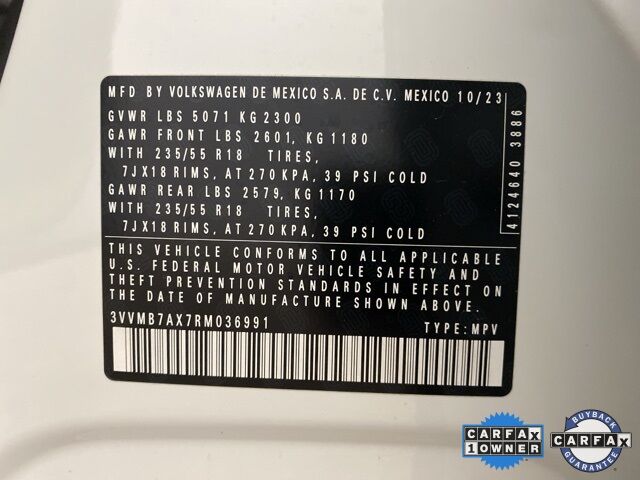 MFD BY VOLKSWAGEN DE MEXICO S.A. DE C.V. MEXICO 10/23
GVWR LBS 5071 KG 2300
GAWR FRONT LBS 2601, KG 1180
WITH 235/55 R18 TIRES,
7JX18 RIMS, AT 270 KPA, 39 PSI COLD
GAWR REAR LBS 2579, KG 1170
WITH 235/55 R18 TIRES,
7JX18 RIMS, AT 270 KPA, 39 PSI COLD
4124640 3886
THIS VEHICLE CONFORMS TO ALL APPLICABLE
U.S. FEDERAL MOTOR VEHICLE SAFETY AND
THEFT PREVENTION STANDARDS IN EFFECT
ON THE DATE OF MANUFACTURE SHOWN ABOVE.
3VVMB7AX7RM036991 TYPE: MPV
CARFAX
1 OWNER
BUYBACK
CARFAX
GUARANTEE